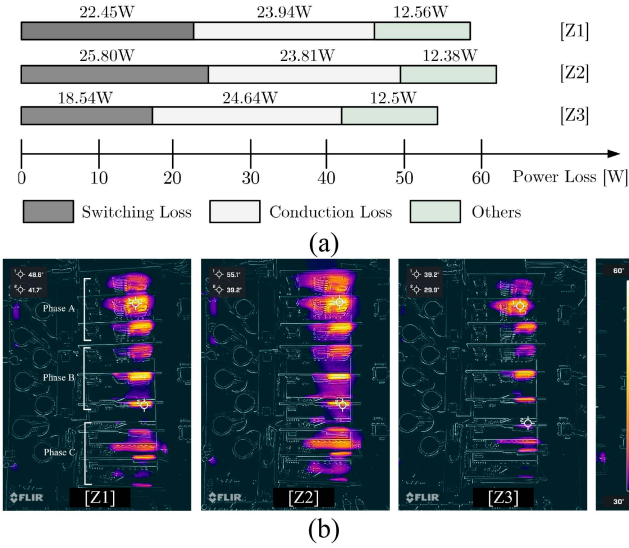 22.45W 23.94W 12.56W
[Z1]
25.80W 23.81W 12.38W
[Z2]
18.54W 24.64W 12.5W
[Z3]
0 10 20 30 40 50 60 Power Loss [W]
Switching Loss Conduction Loss Others
(a)
1 48.6° 1 55.1° 1 39.2° 60°
41.7° 39.2° 29.9°
Phase A
Phase B
Phase C
FLIR [Z1] FLIR [Z2] FLIR [Z3] 30°
(b)